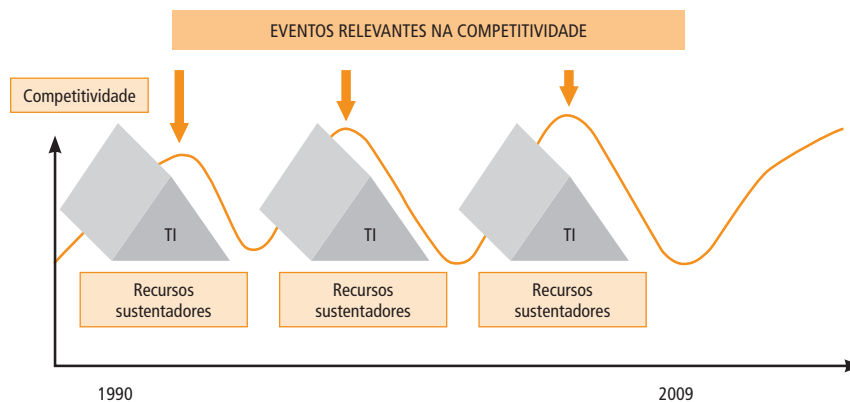 EVENTOS RELEVANTES NA COMPETITIVIDADE
Competitividade
TI
TI
TI
Recursos
sustentadores
Recursos
sustentadores
Recursos
sustentadores
1990
2009